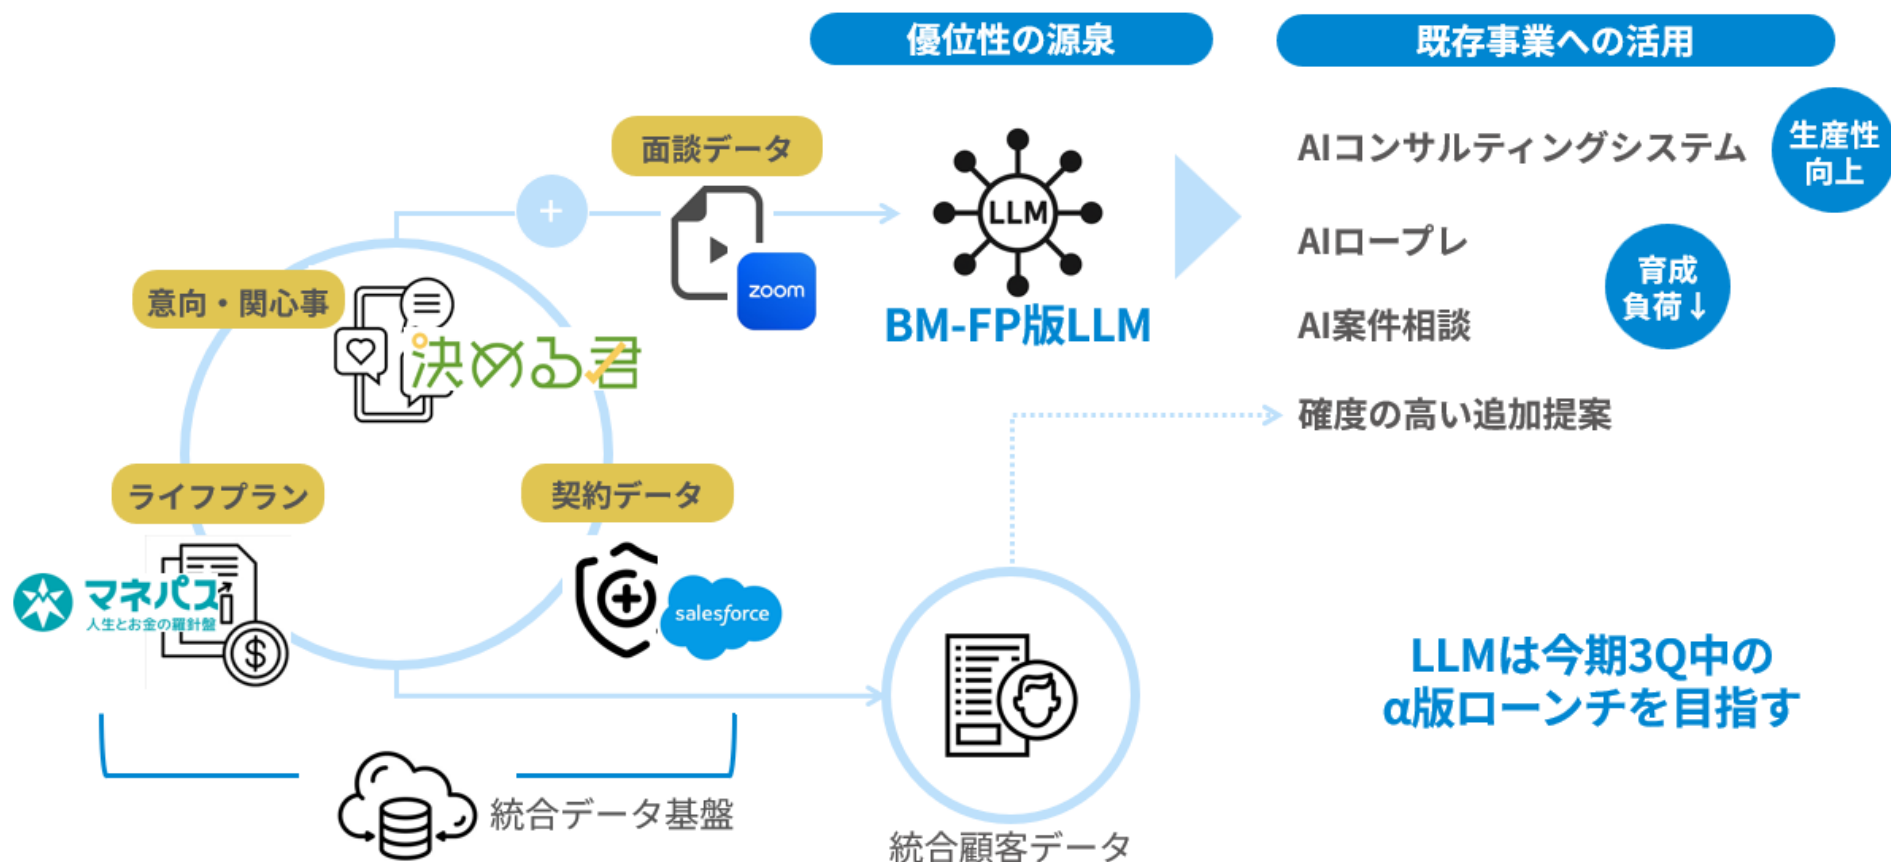 優位性の源泉
既存事業への活用
面談データ
zoom
LLM
BM-FP版LLM
AIコンサルティングシステム
生産性
向上
AIロープレ
育成
負荷↓
AI案件相談
確度の高い追加提案
意向・関心事
決める君
ライフプラン
契約データ
マネパス
人生とお金の羅針盤
salesforce
統合データ基盤
統合顧客データ
LLMは今期3Q中の
α版ローンチを目指す